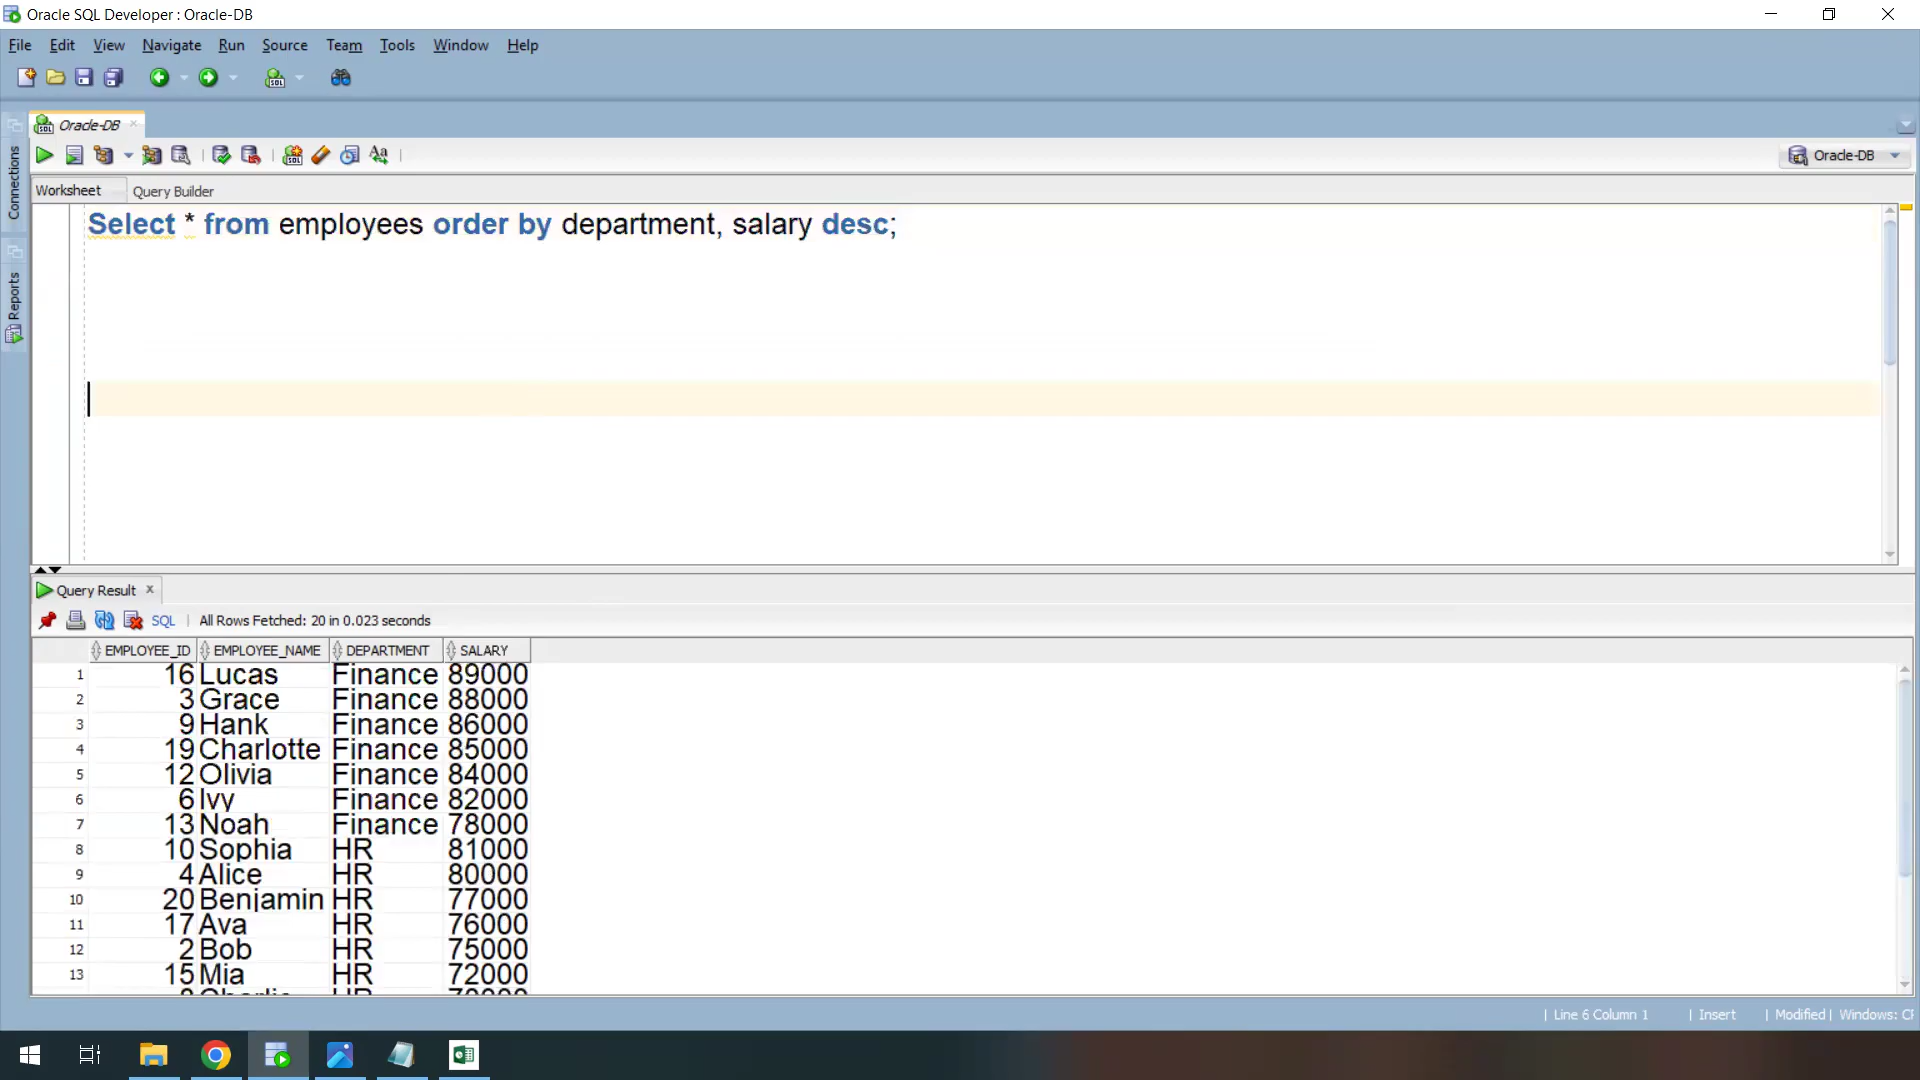 Oracle SQL Developer : Oracle-DB
File Edit View Navigate Run Source Team Tools Window Help
Oracle-DB
Oracle-DB
Connections
Reports
Worksheet Query Builder
Select * from employees order by department, salary desc;
Query Result
SQL | All Rows Fetched: 20 in 0.023 seconds
EMPLOYEE_ID EMPLOYEE_NAME DEPARTMENT SALARY
1 16 Lucas Finance 89000
2 3 Grace Finance 88000
3 9 Hank Finance 86000
4 19 Charlotte Finance 85000
5 12 Olivia Finance 84000
6 6 Ivy Finance 82000
7 13 Noah Finance 78000
8 10 Sophia HR 81000
9 4 Alice HR 80000
10 20 Benjamin HR 77000
11 17 Ava HR 76000
12 2 Bob HR 75000
13 15 Mia HR 72000
| Line 6 Column 1 | Insert | Modified | Windows: